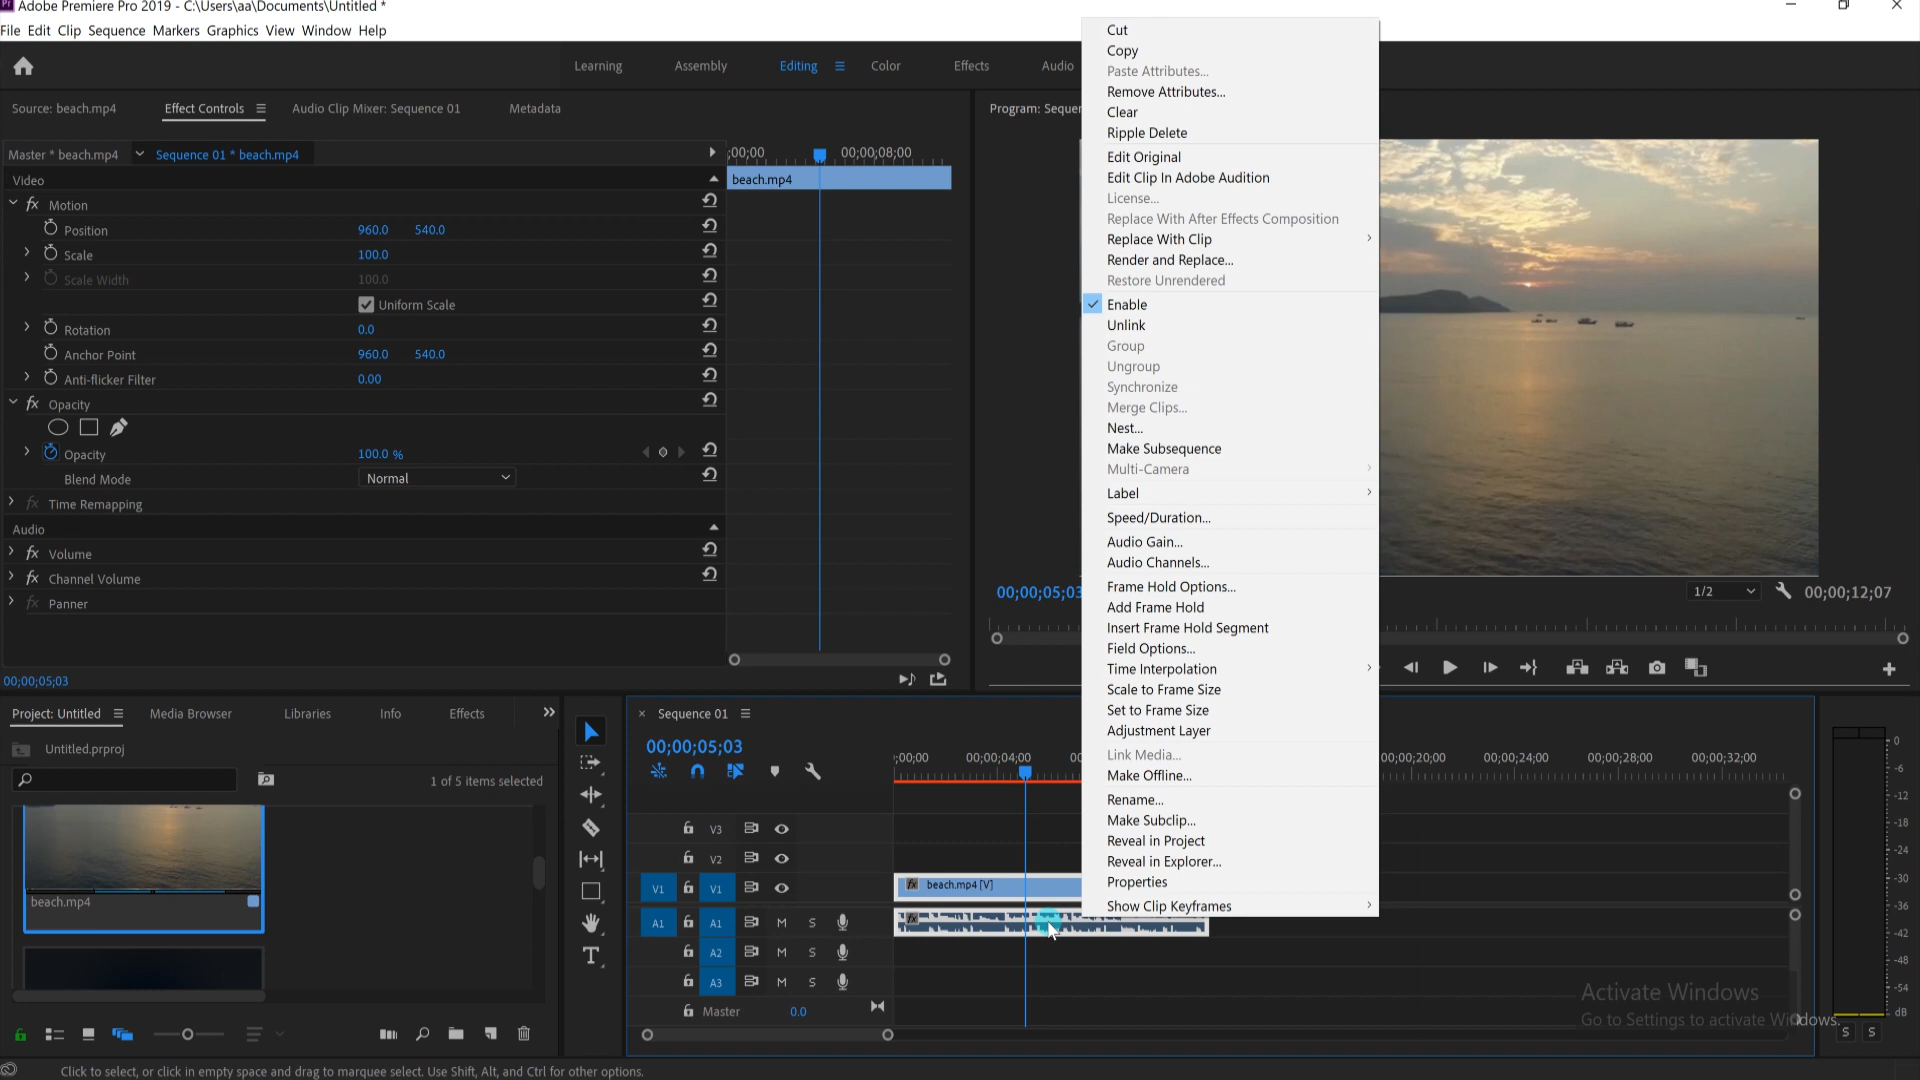 Adobe Premiere Pro 2019 - C:\Users\aa\Documents\Untitled *
File Edit Clip Sequence Markers Graphics View Window Help
Learning Assembly Editing Color Effects Audio
Source: beach.mp4 Effect Controls Audio Clip Mixer: Sequence 01 Metadata
Master * beach.mp4 Sequence 01 * beach.mp4
;00;00 00;00;08;00
Video
beach.mp4
Motion
Position 960.0 540.0
Scale 100.0
Scale Width 100.0
Uniform Scale
Rotation 0.0
Anchor Point 960.0 540.0
Anti-flicker Filter 0.00
Opacity
Opacity 100.0 %
Blend Mode Normal
Time Remapping
Audio
Volume
Channel Volume
Panner
00;00;05;03
Program: Sequen
00;00;05;03
1/2 00;00;12;07
Cut
Copy
Paste Attributes...
Remove Attributes...
Clear
Ripple Delete
Edit Original
Edit Clip In Adobe Audition
License...
Replace With After Effects Composition
Replace With Clip
Render and Replace...
Restore Unrendered
Enable
Unlink
Group
Ungroup
Synchronize
Merge Clips...
Nest...
Make Subsequence
Multi-Camera
Label
Speed/Duration...
Audio Gain...
Audio Channels...
Frame Hold Options...
Add Frame Hold
Insert Frame Hold Segment
Field Options...
Time Interpolation
Scale to Frame Size
Set to Frame Size
Adjustment Layer
Link Media...
Make Offline...
Rename...
Make Subclip...
Reveal in Project
Reveal in Explorer...
Properties
Show Clip Keyframes
Project: Untitled Media Browser Libraries Info Effects
Untitled.prproj
1 of 5 items selected
beach.mp4
Sequence 01
00;00;05;03
;00;00 00;00;04;00 00 00;00;20;00 00;00;24;00 00;00;28;00 00;00;32;00
V3
V2
V1 V1 beach.mp4 [V]
A1 A1 M S
A2 M S
A3 M S
Master 0.0
0
-6
-12
-18
-24
-30
-36
-42
-48
-54
dB
S S
Activate Windows
Go to Settings to activate Windows.
Click to select, or click in empty space and drag to marquee select. Use Shift, Alt, and Ctrl for other options.